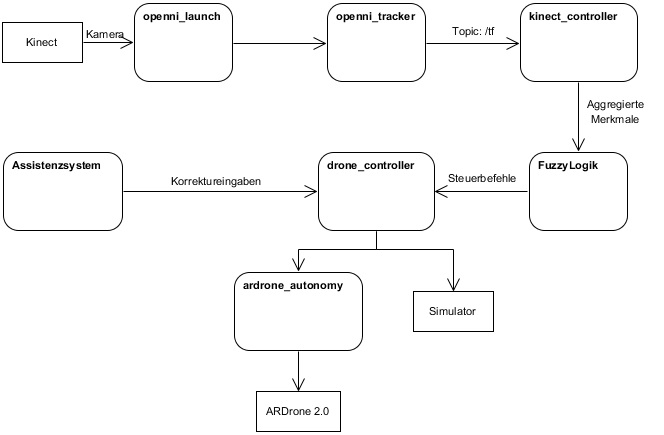 openni_launch
openni_tracker
kinect_controller
Kinect
Kamera
Topic: /tf
Aggregierte
Merkmale
Assistenzsystem
Korrektureingaben
drone_controller
Steuerbefehle
FuzzyLogik
ardrone_autonomy
Simulator
ARDrone 2.0